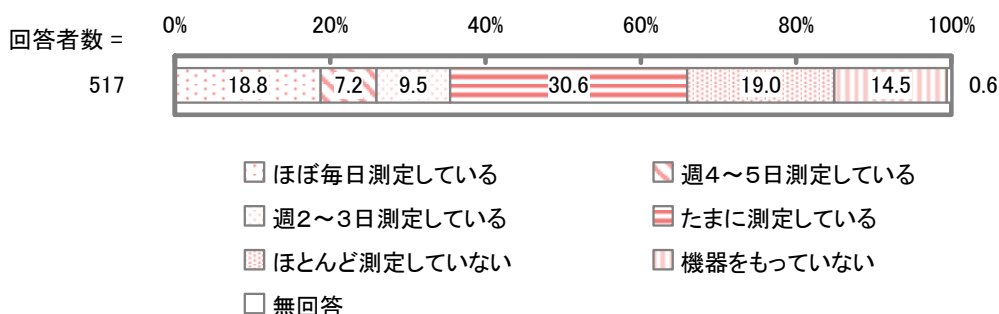 0% 20% 40% 60% 80% 100%
回答者数 =
517 18.8 7.2 9.5 30.6 19.0 14.5 0.6
ほぼ毎日測定している 週4～5日測定している
週2～3日測定している たまに測定している
ほとんど測定していない 機器をもっていない
無回答